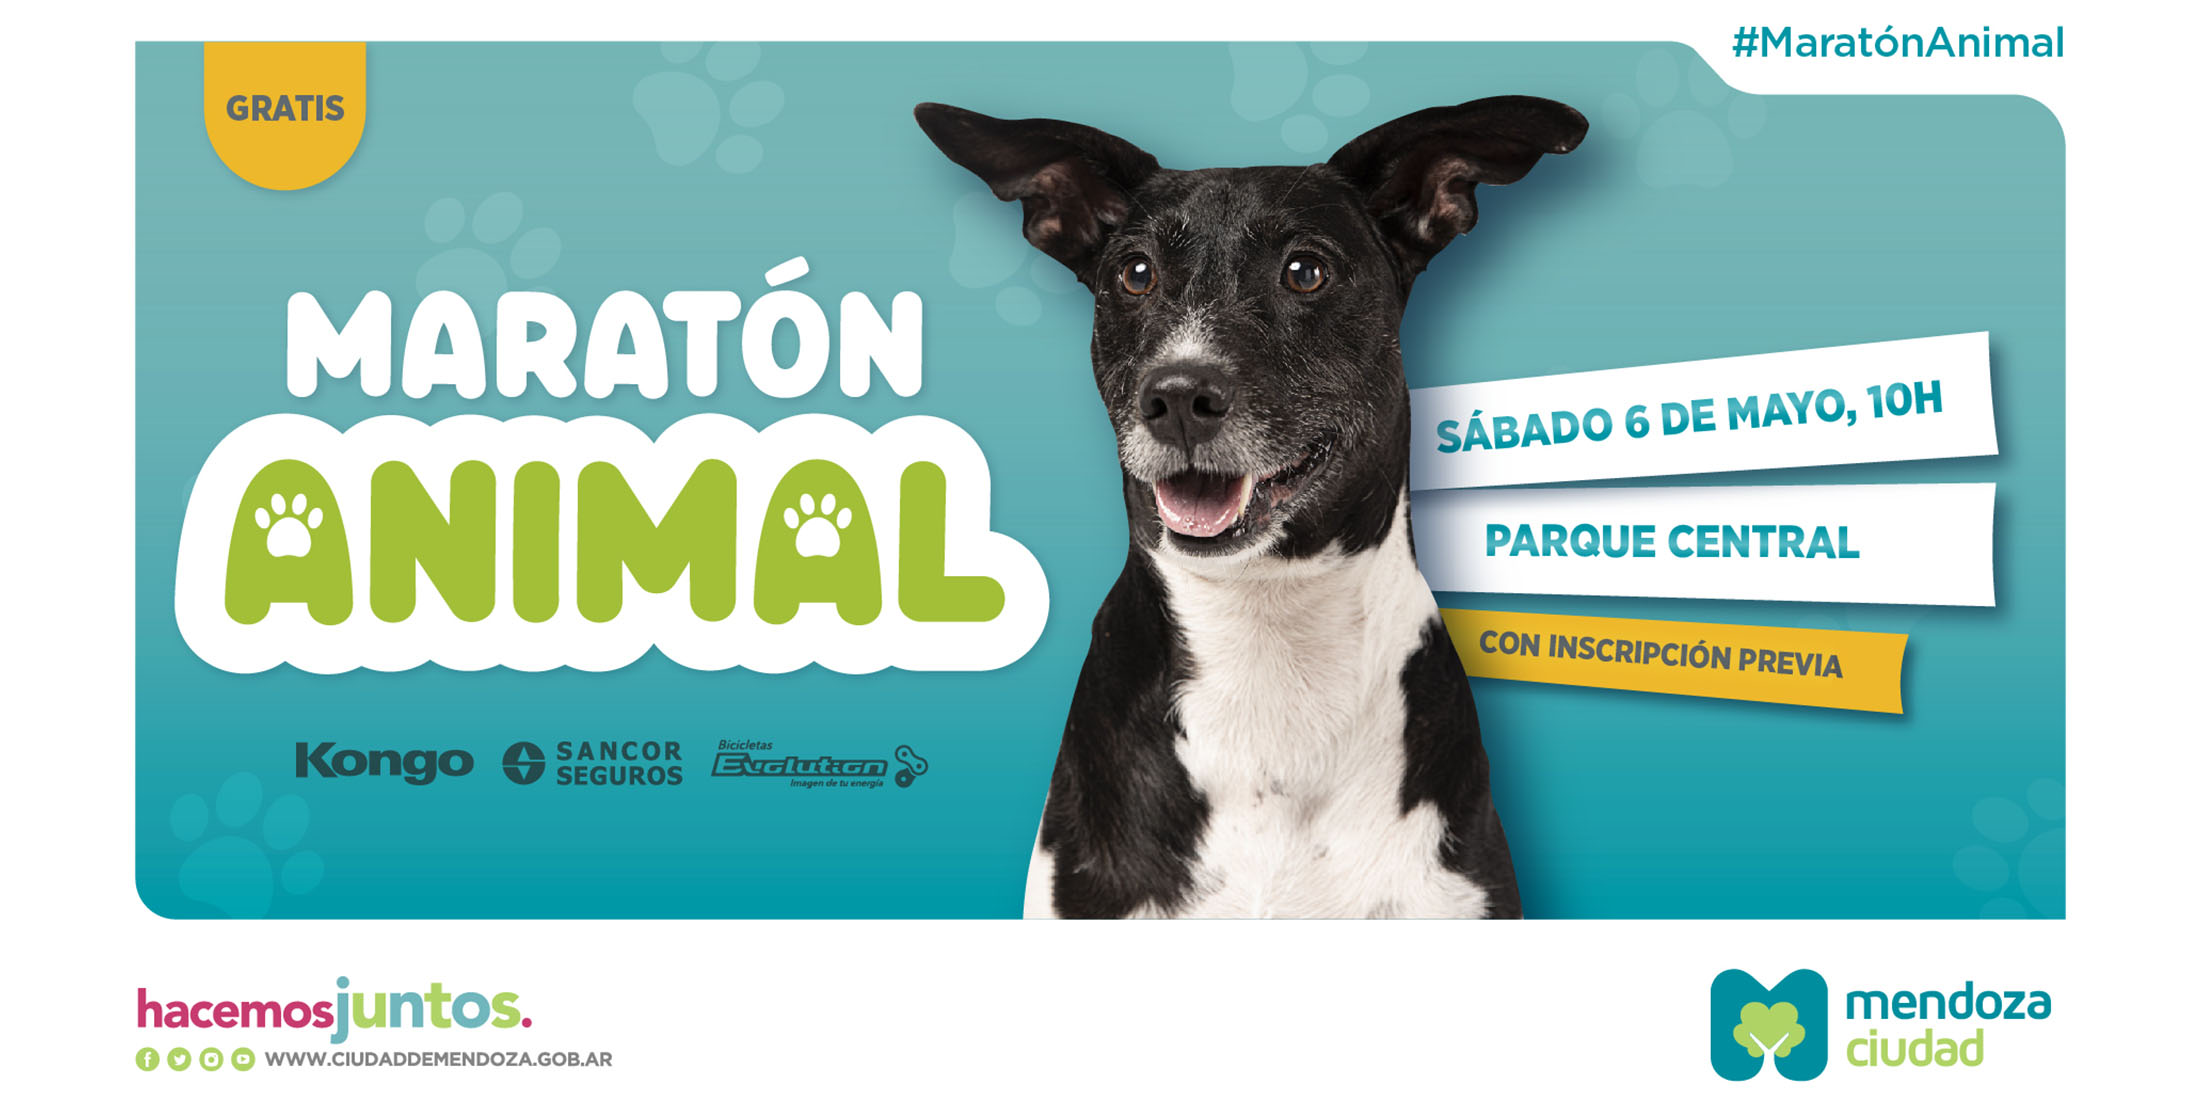 #MaratónAnimal
GRATIS
MARATÓN
ANIMAL
SÁBADO 6 DE MAYO, 10H
PARQUE CENTRAL
CON INSCRIPCIÓN PREVIA
Kongo
SANCOR
SEGUROS
Bicicletas
Evolution
Imagen de tu energía
hacemosjuntos.
WWW.CIUDADDEMENDOZA.GOB.AR
mendoza
ciudad